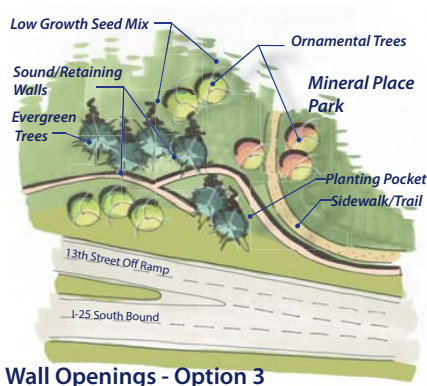 Low Growth Seed Mix
Ornamental Trees
Sound/Retaining
Walls
Mineral Place
Park
Evergreen
Trees
Planting Pocket
Sidewalk/Trail
13th Street Off Ramp
I-25 South Bound
Wall Openings - Option 3